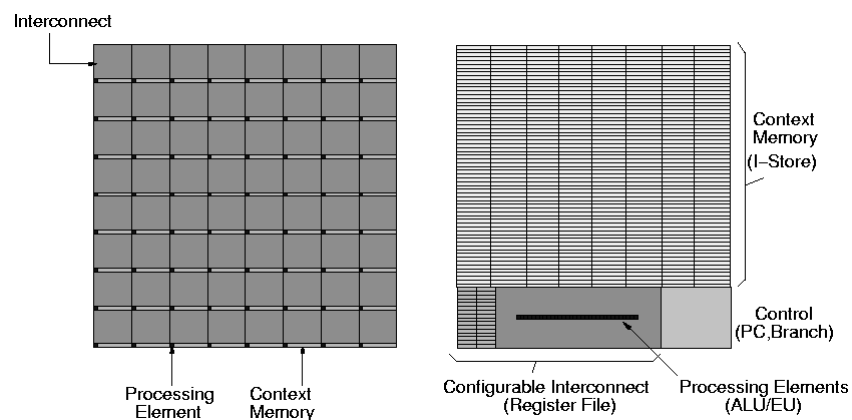 Interconnect
Processing
Element
Context
Memory
Context
Memory
(I-Store)
Control
(PC,Branch)
Configurable Interconnect
(Register File)
Processing Elements
(ALU/EU)